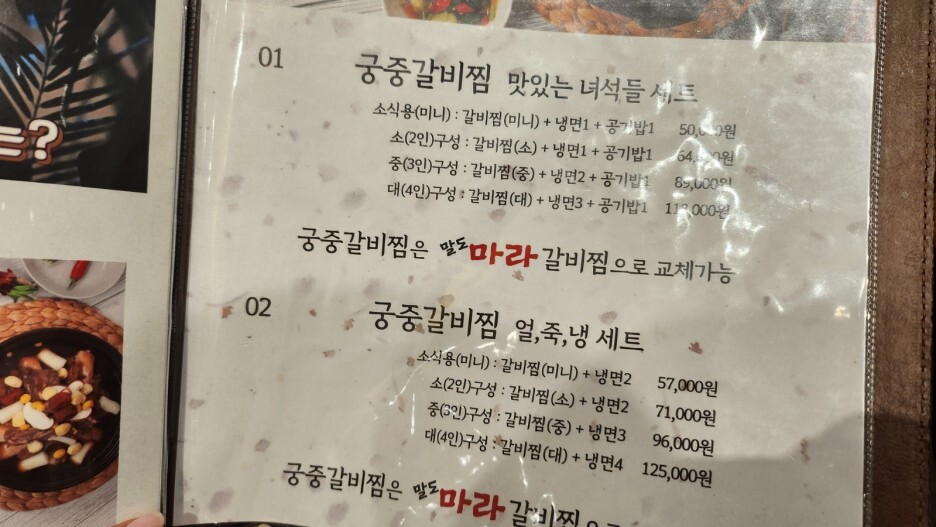 는?
01
궁중갈비찜 맛있는 녀석들 세트
소식용(미니) : 갈비찜(미니) + 냉면1 + 공기밥1
소(2인)구성 : 갈비찜(소) + 냉면1 + 공기밥1
중(3인)구성 : 갈비찜(중) + 냉면2 + 공기밥1 89,000원
대(4인)구성 : 갈비찜(대) + 냉면3 + 공기밥1
궁중갈비찜은 말도마라 갈비찜으로 교체가능
02
궁중갈비찜 얼,죽,냉 세트
소식용(미니) : 갈비찜(미니) + 냉면2 57,000원
소(2인)구성 : 갈비찜(소) + 냉면2 71,000원
중(3인)구성 : 갈비찜(중) + 냉면3 96,000원
대(4인)구성 : 갈비찜(대) + 냉면4 125,000원
궁중갈비찜은 말도마라 갈비찜으로